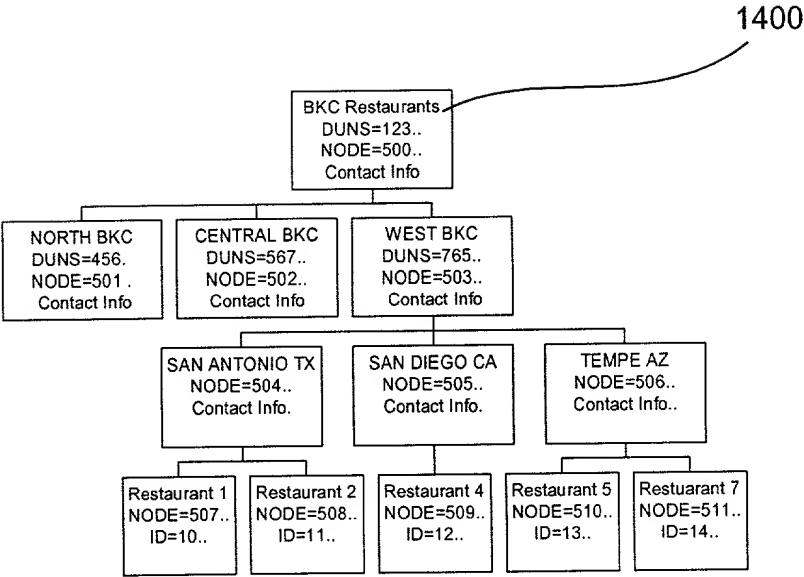 1400
BKC Restaurants
DUNS=123..
NODE=500..
Contact Info
NORTH BKC
DUNS=456.
NODE=501 .
Contact Info
CENTRAL BKC
DUNS=567..
NODE=502..
Contact Info
WEST BKC
DUNS=765..
NODE=503..
Contact Info
SAN ANTONIO TX
NODE=504..
Contact Info.
SAN DIEGO CA
NODE=505..
Contact Info.
TEMPE AZ
NODE=506..
Contact Info..
Restaurant 1
NODE=507..
ID=10..
Restaurant 2
NODE=508..
ID=11..
Restaurant 4
NODE=509..
ID=12..
Restaurant 5
NODE=510..
ID=13..
Restuarant 7
NODE=511..
ID=14..